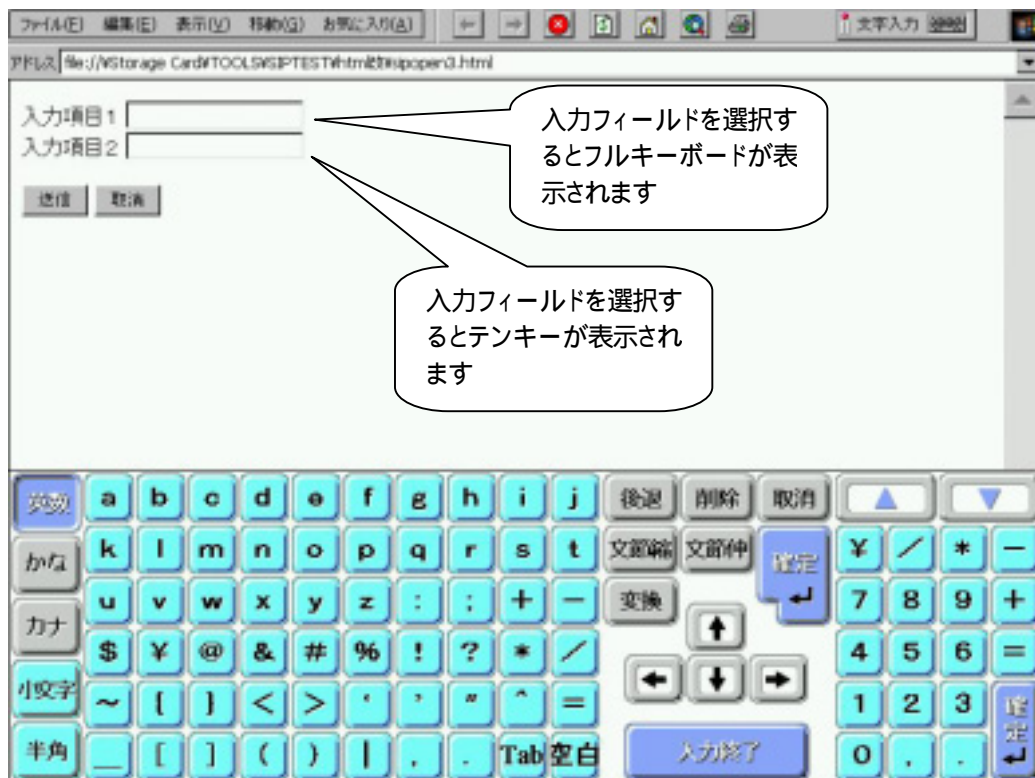 ファイル(F) 編集(E) 表示(V) 移動(G) お気に入り(A) 文字入力
アドレス file://¥Storage Card¥TOOLS¥SIPTEST¥html ¥sipopen3.html
入力項目1
入力項目2
送信 取消
入力フィールドを選択す
るとフルキーボードが表
示されます
入力フィールドを選択す
るとテンキーが表示され
ます
英数 a b c d e f g h i j 後退 削除 取消 ▲ ▼
かな k l m n o p q r s t 文節縮 文節伸 確定 ¥ / * -
カナ u v w x y z : ; + - 変換 7 8 9 +
$ ¥ @ & # % ! ? * / 4 5 6 =
小文字 ~ { } < > ‘ ’ " ^ = 1 2 3 確定
半角 _ [ ] ( ) | , . Tab 空白 入力終了 0 , .